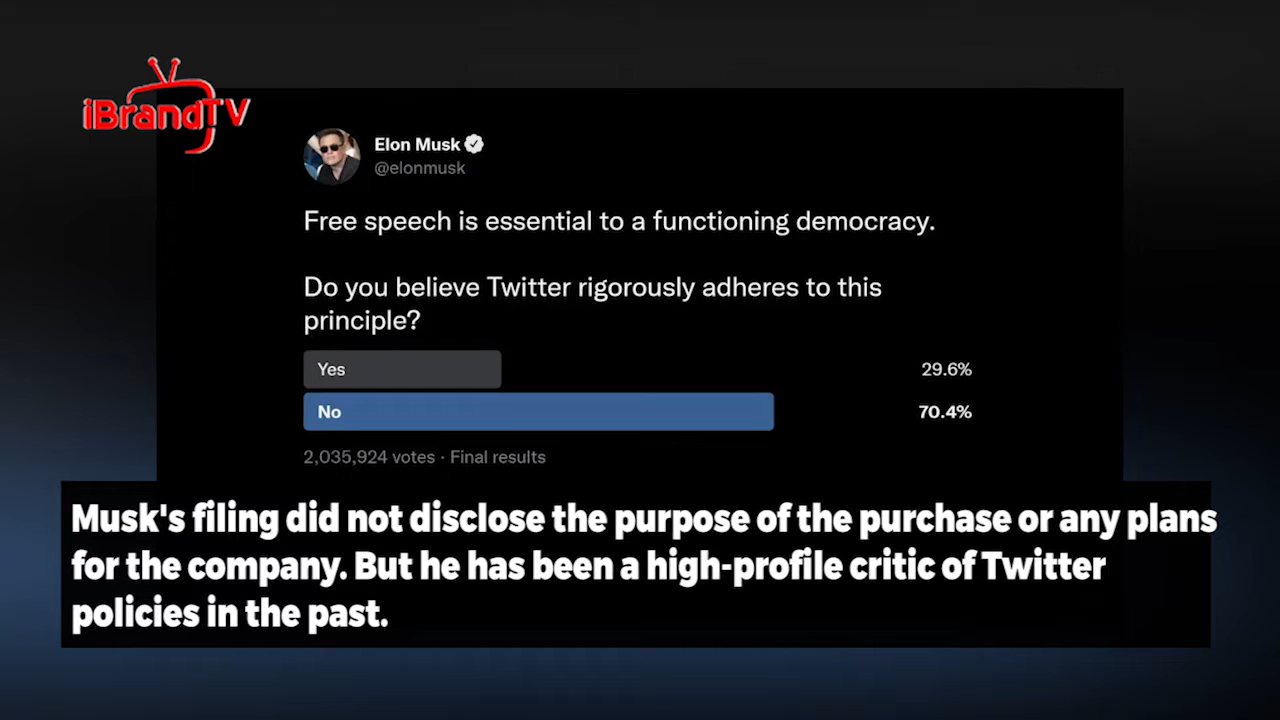 iBrandTV
Elon Musk
@elonmusk
Free speech is essential to a functioning democracy.
Do you believe Twitter rigorously adheres to this
principle?
Yes 29.6%
No 70.4%
2,035,924 votes · Final results
Musk's filing did not disclose the purpose of the purchase or any plans
for the company. But he has been a high-profile critic of Twitter
policies in the past.